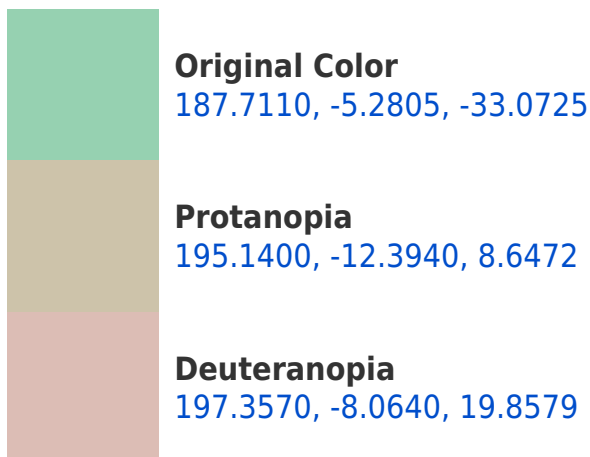 Original Color
187.7110, -5.2805, -33.0725
Protanopia
195.1400, -12.3940, 8.6472
Deuteranopia
197.3570, -8.0640, 19.8579